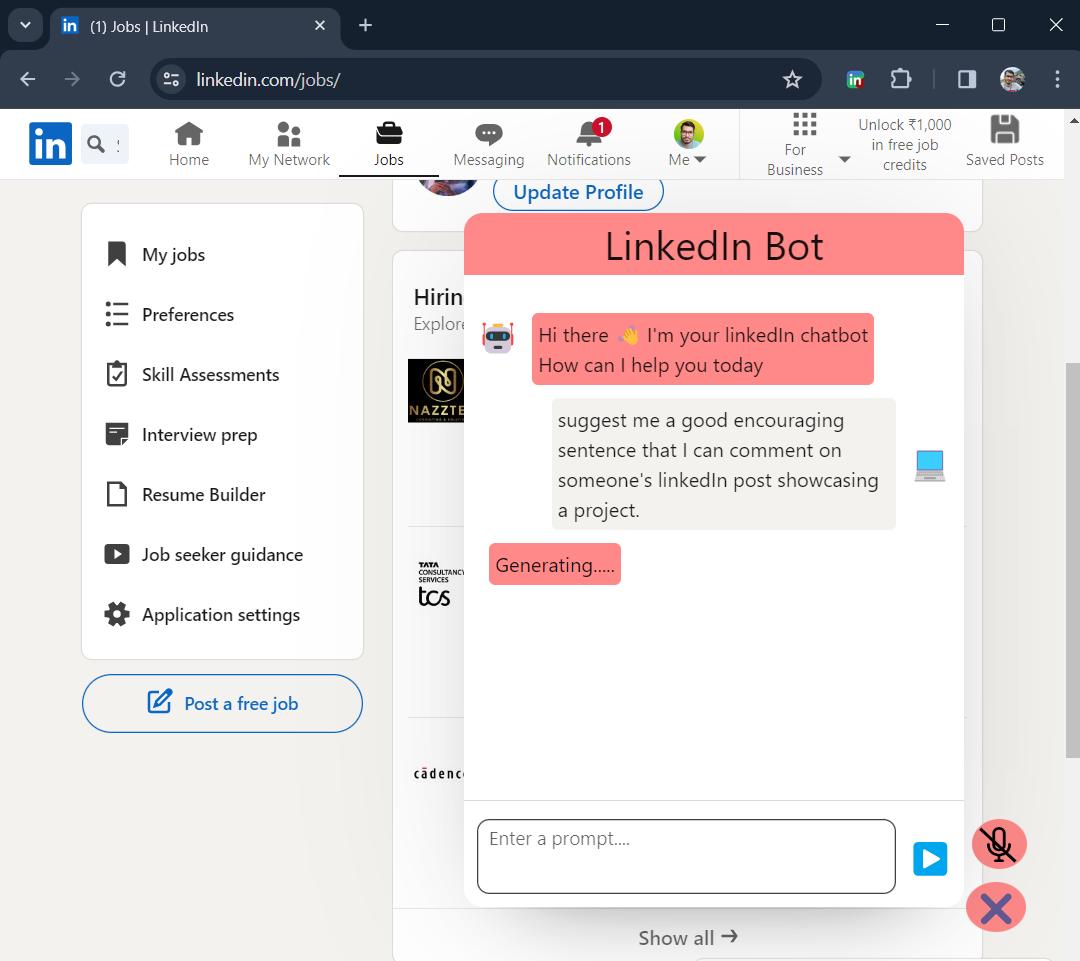 (1) Jobs | LinkedIn
linkedin.com/jobs/
in
Home
My Network
Jobs
Messaging
1
Notifications
Me
For
Business
Unlock ₹1,000
in free job
credits
Saved Posts
Update Profile
My jobs
Preferences
Skill Assessments
Interview prep
Resume Builder
Job seeker guidance
Application settings
Post a free job
Hirin
Explore
NAZZTE
TATA
CONSULTANCY
SERVICES
tcs
cādenc
LinkedIn Bot
Hi there 👋 I'm your linkedIn chatbot
How can I help you today
suggest me a good encouraging
sentence that I can comment on
someone's linkedIn post showcasing
a project.
Generating.....
Enter a prompt....
Show all →